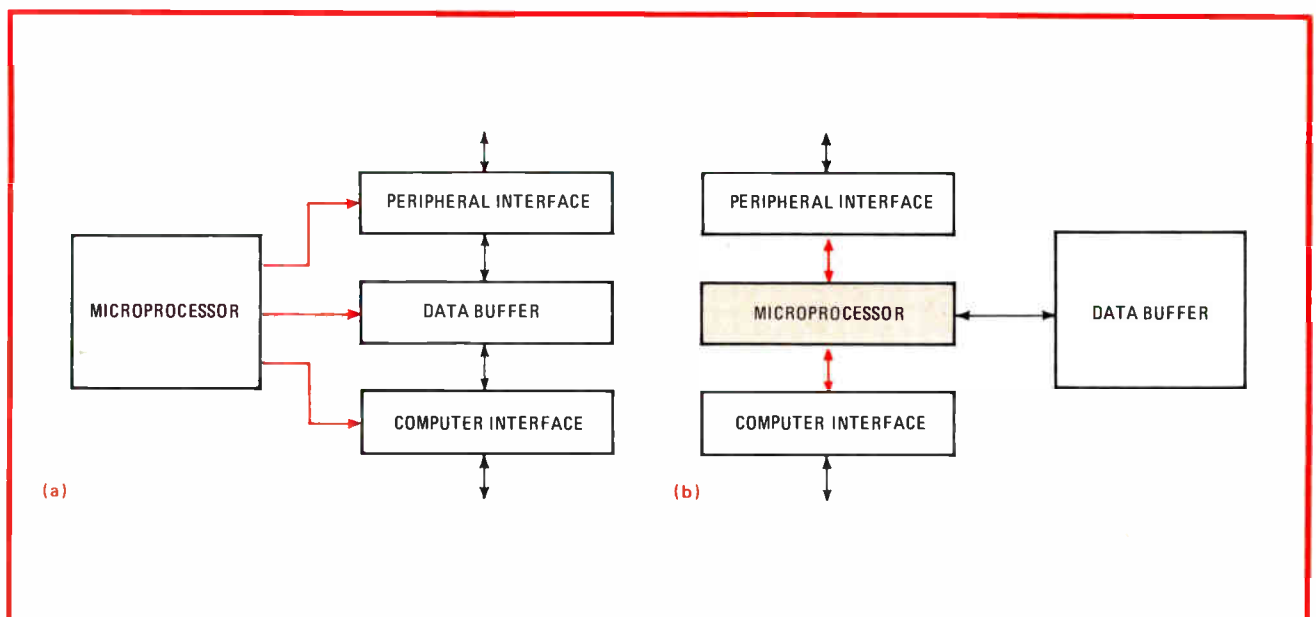 PERIPHERAL INTERFACE
MICROPROCESSOR
DATA BUFFER
COMPUTER INTERFACE
(a)
PERIPHERAL INTERFACE
MICROPROCESSOR
DATA BUFFER
COMPUTER INTERFACE
(b)